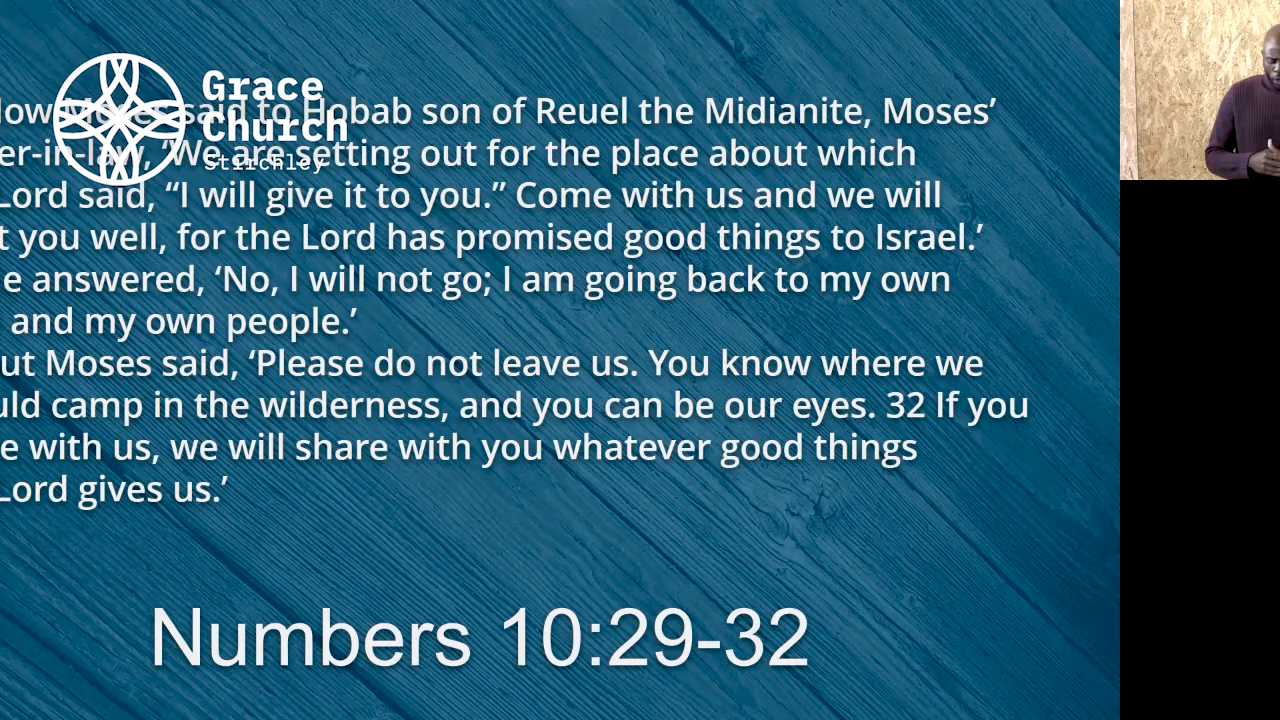 Grace
Church
Stirchley
Moses said to Hobab son of Reuel the Midianite, Moses’
er-in-law, ‘We are setting out for the place about which
Lord said, “I will give it to you.” Come with us and we will
t you well, for the Lord has promised good things to Israel.’
e answered, ‘No, I will not go; I am going back to my own
and my own people.’
ut Moses said, ‘Please do not leave us. You know where we
uld camp in the wilderness, and you can be our eyes. 32 If you
e with us, we will share with you whatever good things
Lord gives us.’
Numbers 10:29-32